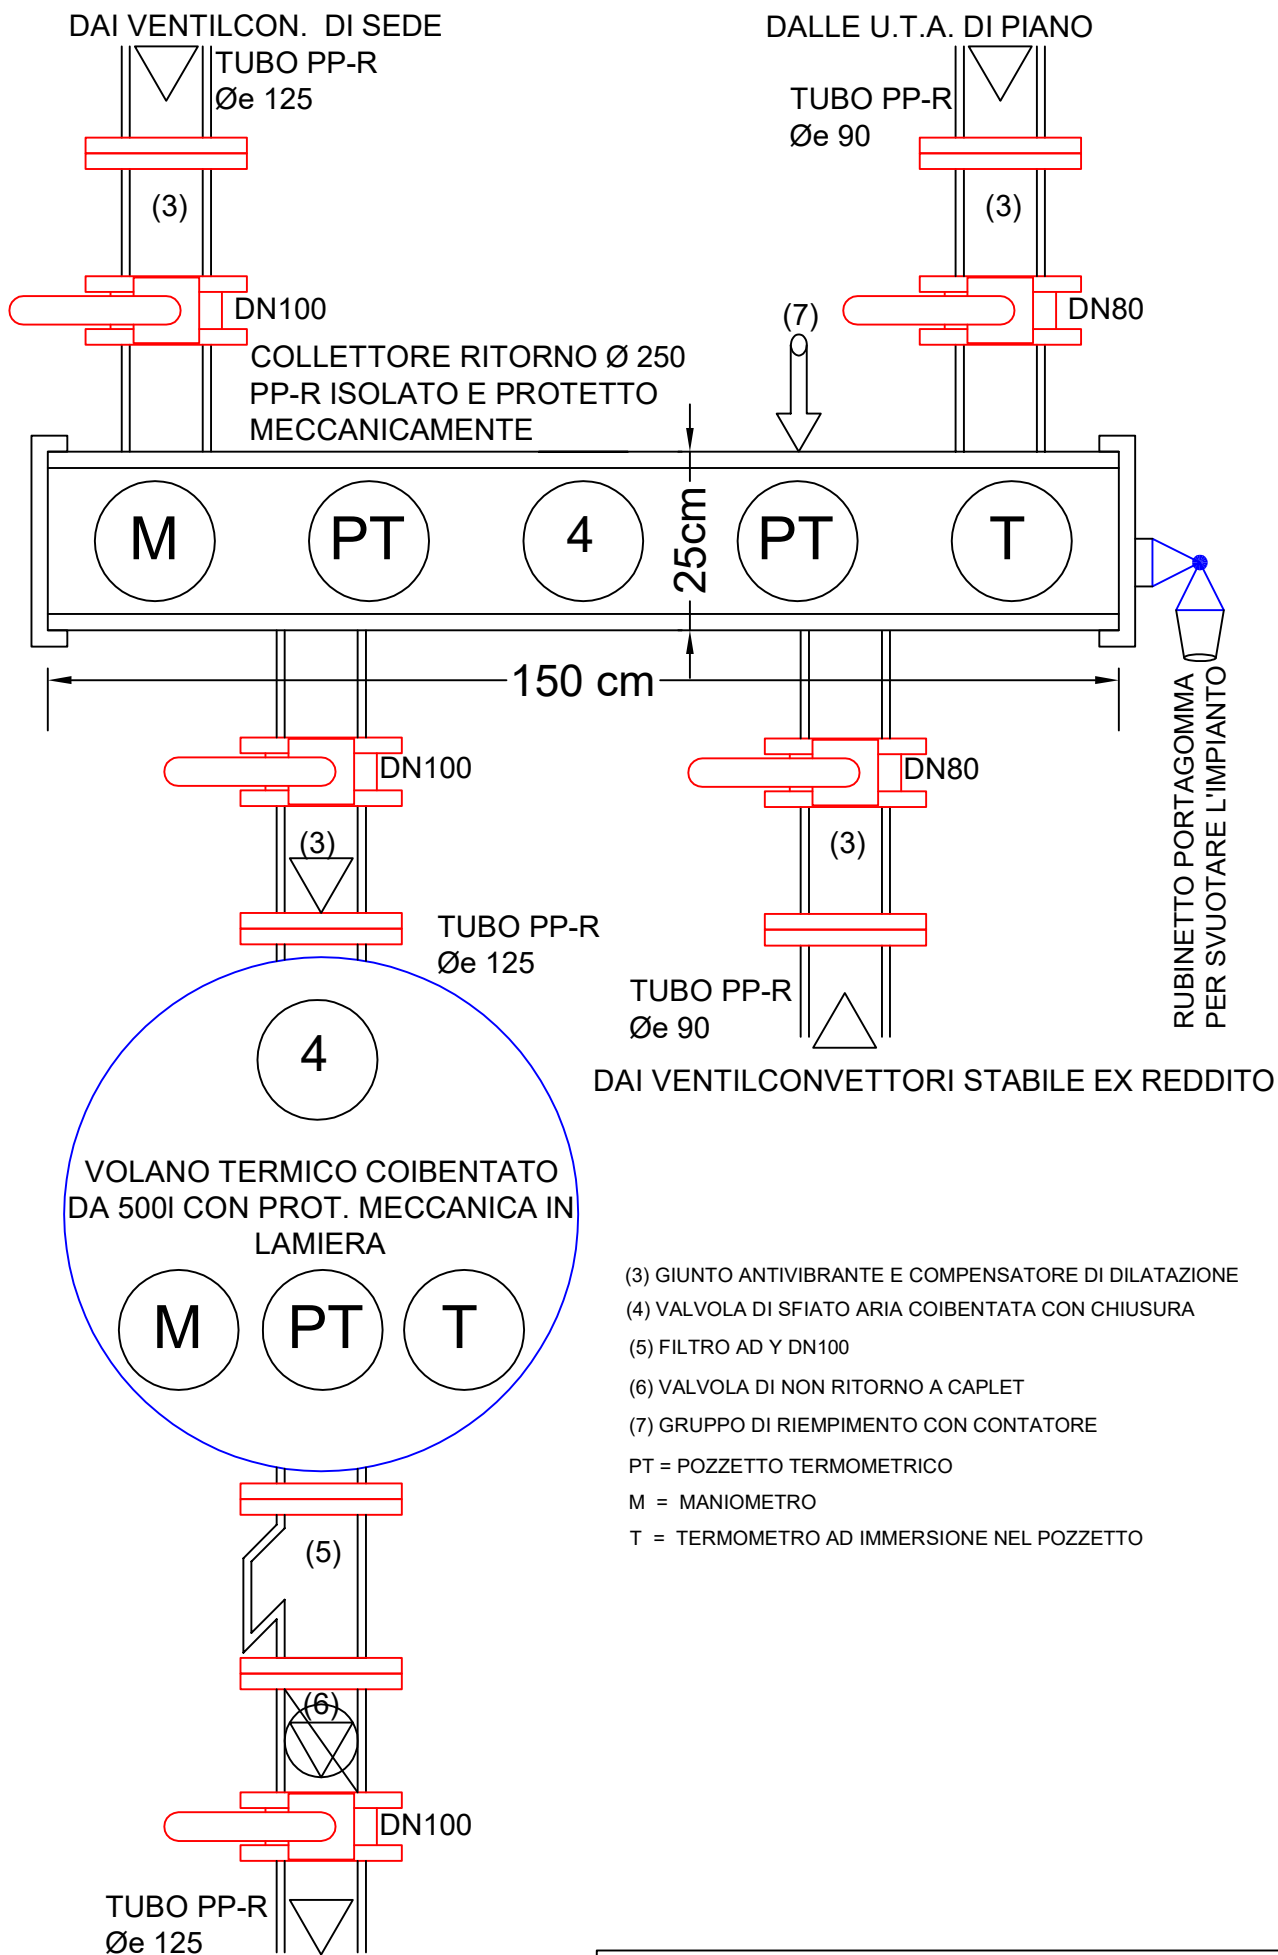 DAI VENTILCON. DI SEDE
TUBO PP-R
Øe 125
DALLE U.T.A. DI PIANO
TUBO PP-R
Øe 90
(3)
(3)
DN100
(7)
DN80
COLLETTORE RITORNO Ø 250
PP-R ISOLATO E PROTETTO
MECCANICAMENTE
M
PT
4
25cm
PT
T
150 cm
RUBINETTO PORTAGOMMA
PER SVUOTARE L'IMPIANTO
DN100
DN80
(3)
(3)
TUBO PP-R
Øe 125
TUBO PP-R
Øe 90
DAI VENTILCONVETTORI STABILE EX REDDITO
4
VOLANO TERMICO COIBENTATO
DA 500l CON PROT. MECCANICA IN
LAMIERA
M
PT
T
(3) GIUNTO ANTIVIBRANTE E COMPENSATORE DI DILATAZIONE
(4) VALVOLA DI SFIATO ARIA COIBENTATA CON CHIUSURA
(5) FILTRO AD Y DN100
(6) VALVOLA DI NON RITORNO A CAPLET
(7) GRUPPO DI RIEMPIMENTO CON CONTATORE
PT = POZZETTO TERMOMETRICO
M = MANIOMETRO
T = TERMOMETRO AD IMMERSIONE NEL POZZETTO
(5)
(6)
DN100
TUBO PP-R
Øe 125